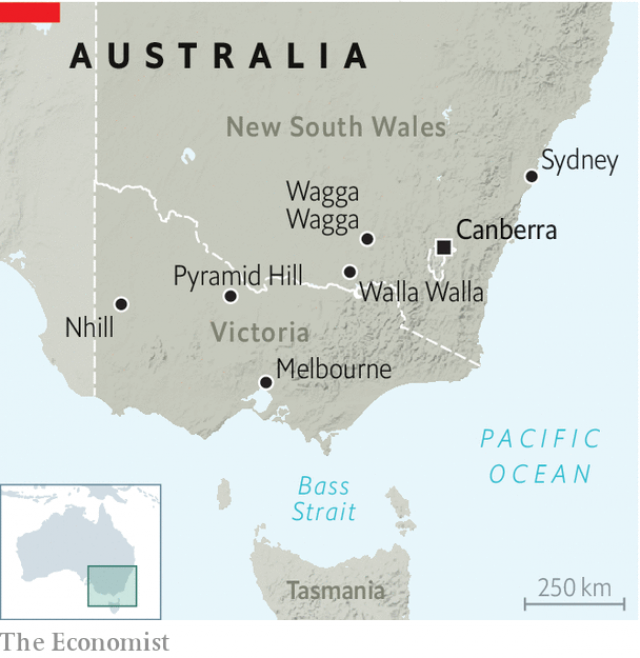 AUSTRALIA
New South Wales
Sydney
Wagga
Wagga
Canberra
Pyramid Hill
Walla Walla
Nhill
Victoria
Melbourne
PACIFIC
OCEAN
Bass
Strait
Tasmania
250 km
The Economist